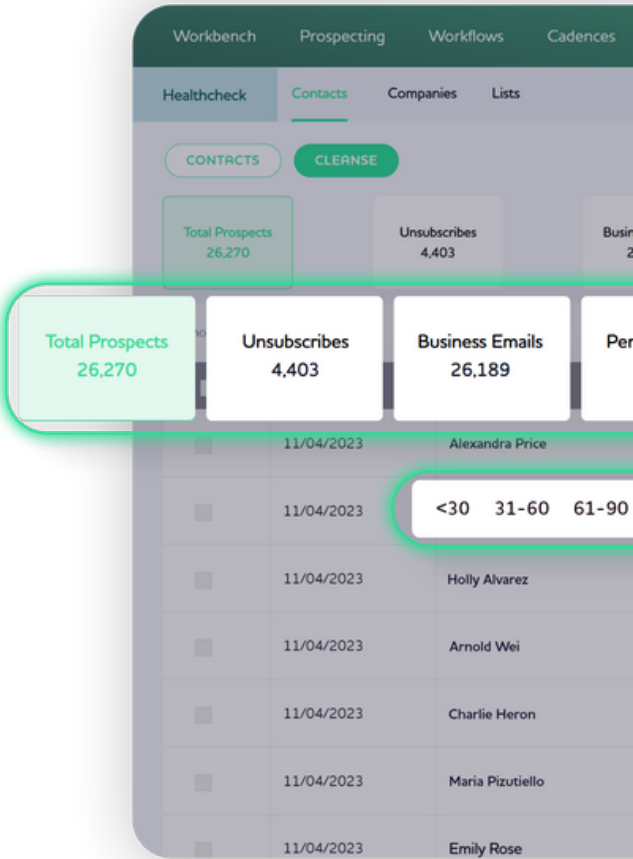 Workbench Prospecting Workflows Cadences
Healthcheck Contacts Companies Lists
CONTACTS CLEANSE
Total Prospects Unsubscribes
26,270 4,403
Total Prospects Unsubscribes Business Emails
26,270 4,403 26,189
11/04/2023 Alexandra Price
11/04/2023 <30 31-60 61-90
11/04/2023 Holly Alvarez
11/04/2023 Arnold Wei
11/04/2023 Charlie Heron
11/04/2023 Maria Pizutiello
11/04/2023 Emily Rose